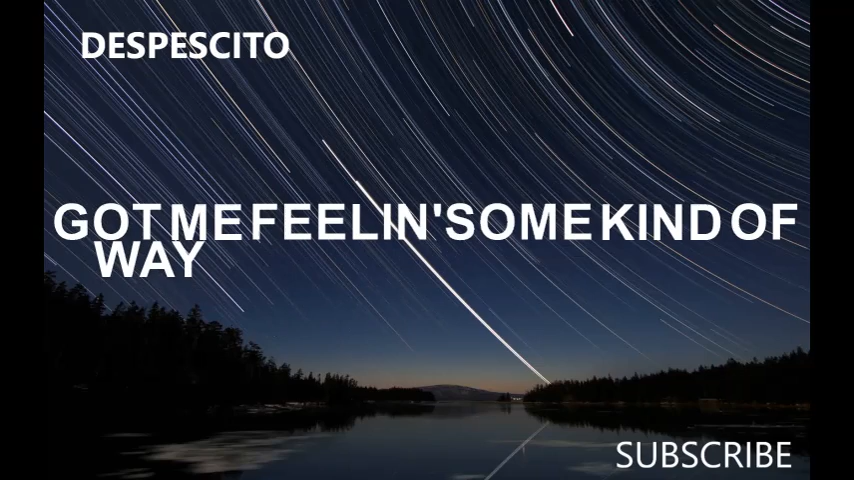 DESPESCITO
GOT ME FEELIN' SOME KIND OF
WAY
SUBSCRIBE